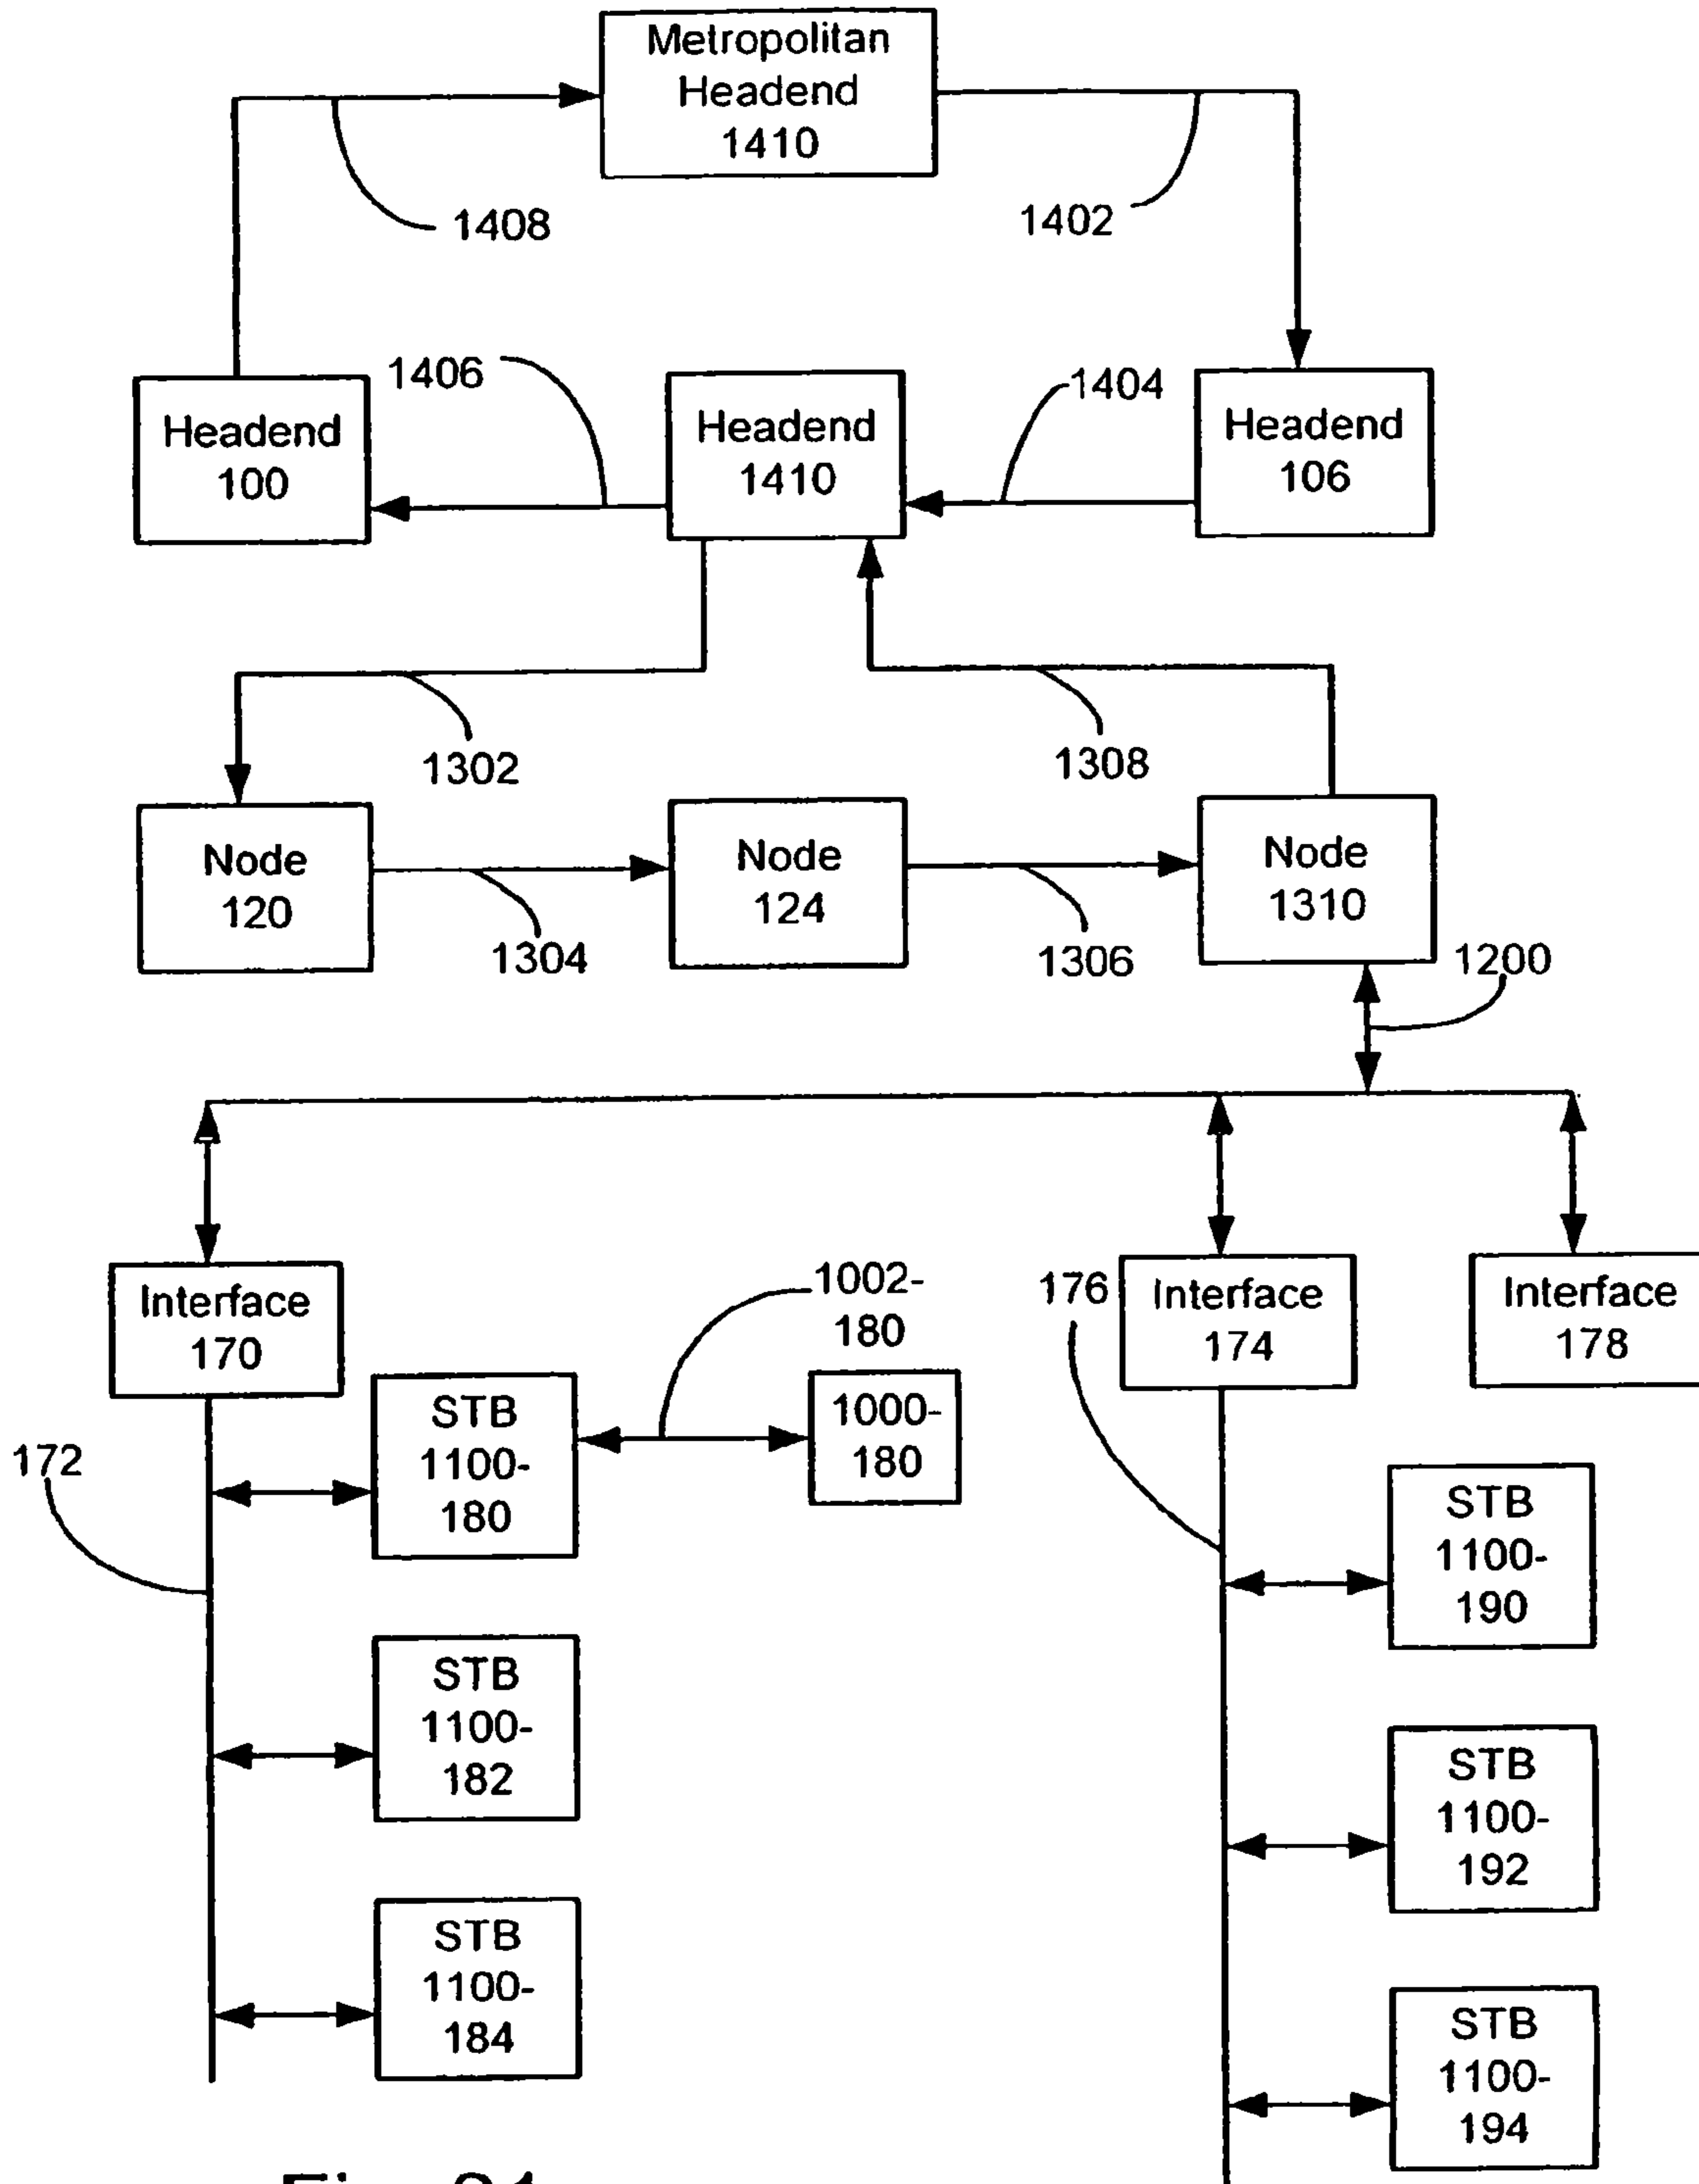 Metropolitan
Headend
1410
1408
1402
1406
1404
Headend
100
Headend
1410
Headend
106
1302
1308
Node
120
Node
124
Node
1310
1304
1306
1200
Interface
170
1002-
180
176
Interface
174
Interface
178
STB
1100-
180
1000-
180
172
STB
1100-
190
STB
1100-
182
STB
1100-
192
STB
1100-
184
STB
1100-
194